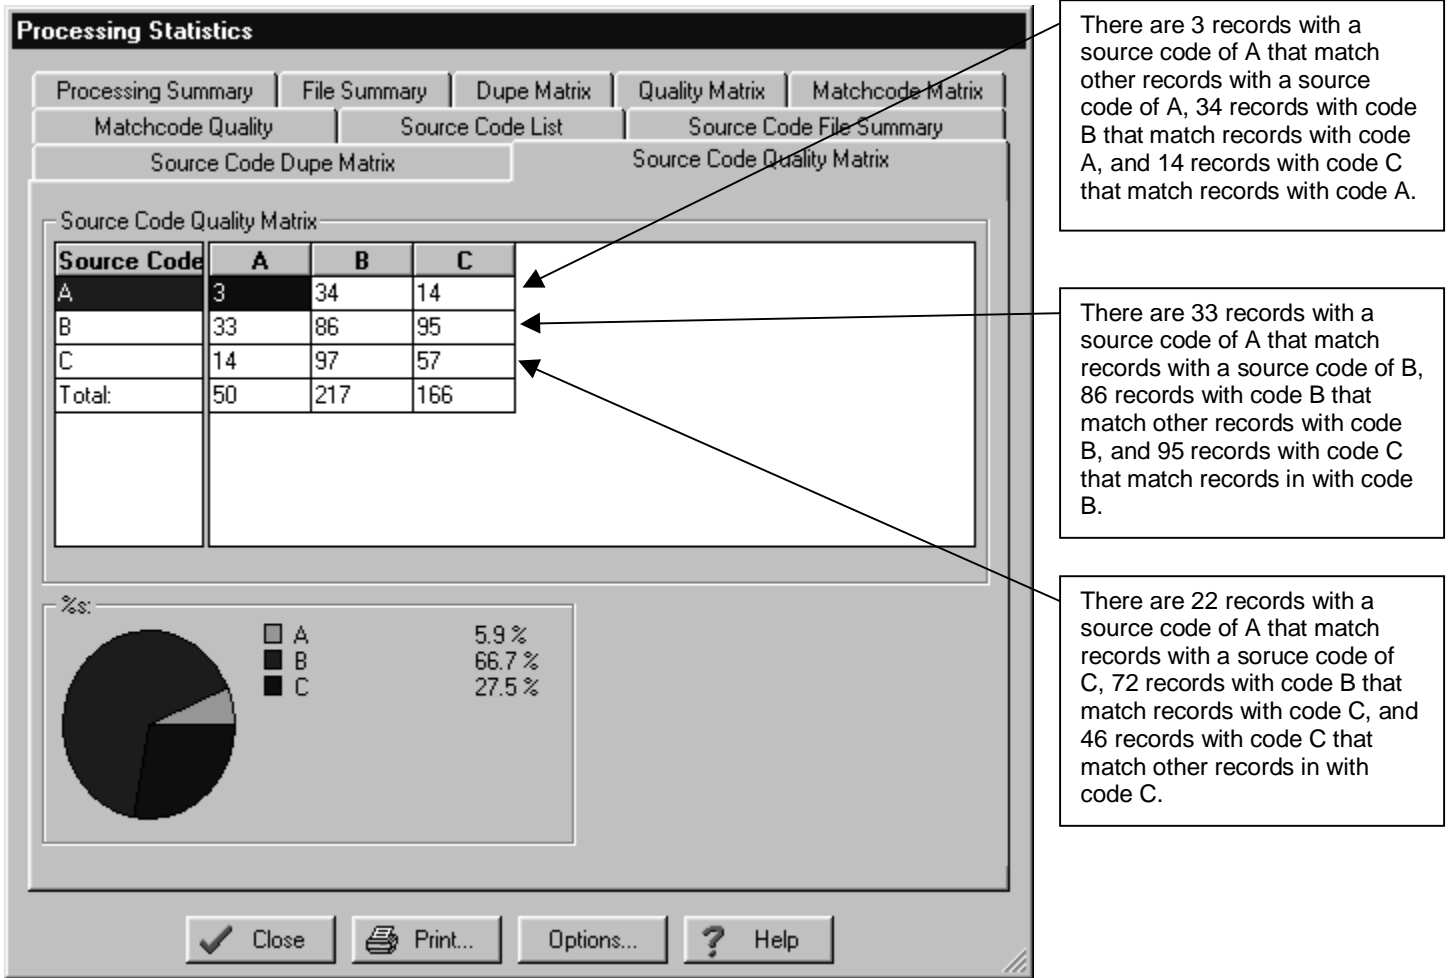 Processing Statistics
Processing Summary File Summary Dupe Matrix Quality Matrix Matchcode Matrix
Matchcode Quality Source Code List Source Code File Summary
Source Code Dupe Matrix Source Code Quality Matrix
Source Code Quality Matrix
Source Code A B C
A 3 34 14
B 33 86 95
C 14 97 57
Total: 50 217 166
%s:
A 5.9 %
B 66.7 %
C 27.5 %
Close Print... Options... Help
There are 3 records with a
source code of A that match
other records with a source
code of A, 34 records with code
B that match records with code
A, and 14 records with code C
that match records with code A.
There are 33 records with a
source code of A that match
records with a source code of B,
86 records with code B that
match other records with code
B, and 95 records with code C
that match records in with code
B.
There are 22 records with a
source code of A that match
records with a soruce code of
C, 72 records with code B that
match records with code C, and
46 records with code C that
match other records in with
code C.